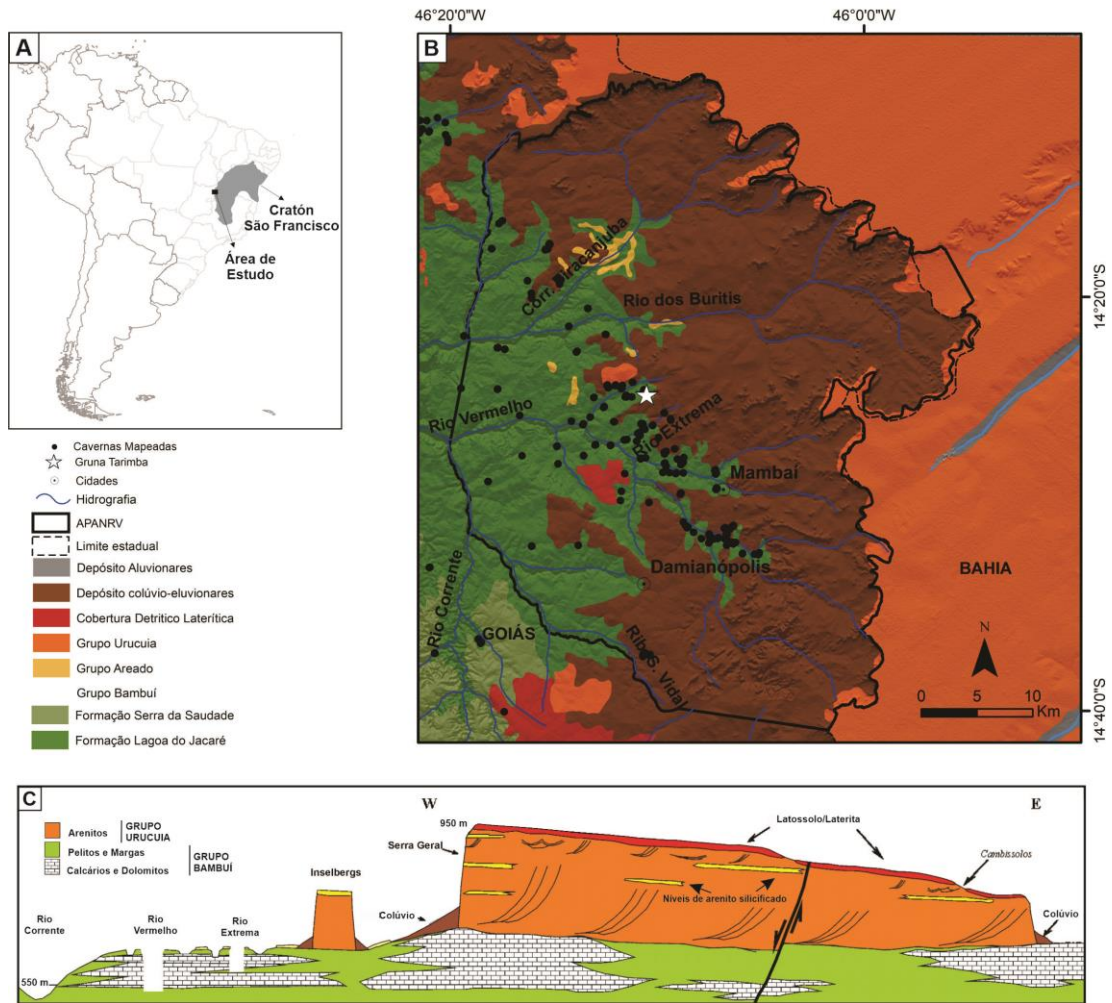 46°20'0"W
46°0'0"W
A
Cratón
São Francisco
Área de
Estudo
B
Corr. Piracanjuba
Rio dos Buritis
Rio Vermelho
Rio Extrema
Mambaí
Damianópolis
Rio Corrente
GOIÁS
Rib. S. Vidal
BAHIA
N
0 5 10
Km
14°20'0"S
14°40'0"S
Cavernas Mapeadas
Gruna Tarimba
Cidades
Hidrografia
APANRV
Limite estadual
Depósito Aluvionares
Depósito colúvio-eluvionares
Cobertura Detritico Laterítica
Grupo Urucuia
Grupo Areado
Grupo Bambuí
Formação Serra da Saudade
Formação Lagoa do Jacaré
C
W
E
Arenitos
GRUPO
URUCUIA
Pelitos e Margas
Calcários e Dolomitos
GRUPO
BAMBUÍ
950 m
Serra Geral
Latossolo/Laterita
Cambissolos
Inselbergs
Níveis de arenito silicificado
Colúvio
Colúvio
Rio
Corrente
Rio
Vermelho
Rio
Extrema
550 m